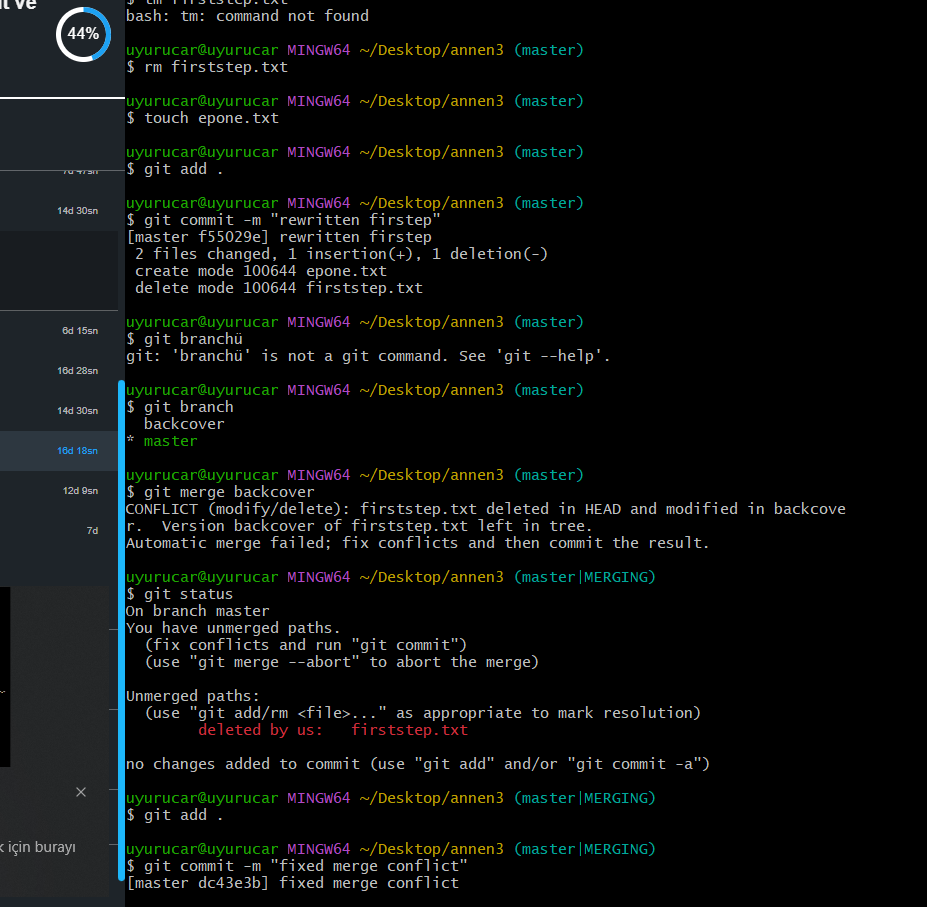 44%
14d 30sn
6d 15sn
16d 28sn
14d 30sn
16d 18sn
12d 9sn
7d
için burayı
bash: tm: command not found
uyurucar@uyurucar MINGW64 ~/Desktop/annen3 (master)
$ rm firststep.txt
uyurucar@uyurucar MINGW64 ~/Desktop/annen3 (master)
$ touch epone.txt
uyurucar@uyurucar MINGW64 ~/Desktop/annen3 (master)
$ git add .
uyurucar@uyurucar MINGW64 ~/Desktop/annen3 (master)
$ git commit -m "rewritten firstep"
[master f55029e] rewritten firstep
2 files changed, 1 insertion(+), 1 deletion(-)
create mode 100644 epone.txt
delete mode 100644 firststep.txt
uyurucar@uyurucar MINGW64 ~/Desktop/annen3 (master)
$ git branchü
git: 'branchü' is not a git command. See 'git --help'.
uyurucar@uyurucar MINGW64 ~/Desktop/annen3 (master)
$ git branch
backcover
* master
uyurucar@uyurucar MINGW64 ~/Desktop/annen3 (master)
$ git merge backcover
CONFLICT (modify/delete): firststep.txt deleted in HEAD and modified in backcove
r.  Version backcover of firststep.txt left in tree.
Automatic merge failed; fix conflicts and then commit the result.
uyurucar@uyurucar MINGW64 ~/Desktop/annen3 (master|MERGING)
$ git status
On branch master
You have unmerged paths.
(fix conflicts and run "git commit")
(use "git merge --abort" to abort the merge)
Unmerged paths:
(use "git add/rm <file>..." as appropriate to mark resolution)
deleted by us:   firststep.txt
no changes added to commit (use "git add" and/or "git commit -a")
uyurucar@uyurucar MINGW64 ~/Desktop/annen3 (master|MERGING)
$ git add .
uyurucar@uyurucar MINGW64 ~/Desktop/annen3 (master|MERGING)
$ git commit -m "fixed merge conflict"
[master dc43e3b] fixed merge conflict